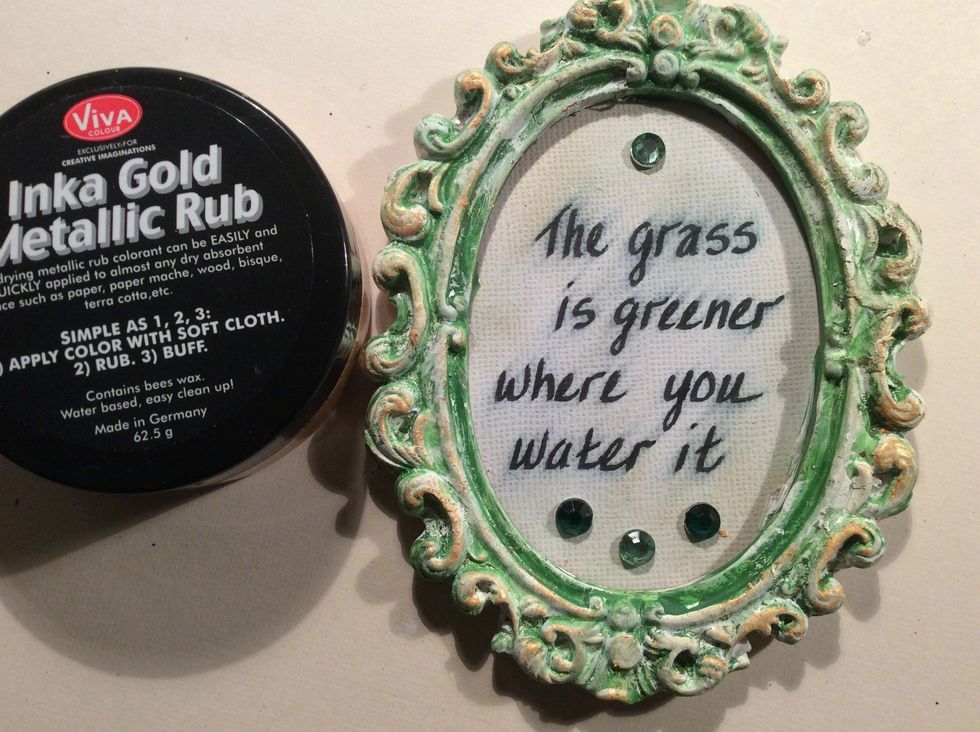 VIVA
COLOUR
EXCLUSIVELY FOR
CREATIVE IMAGINATIONS
Inka Gold
Metallic Rub
drying metallic rub colorant can be EASILY and
QUICKLY applied to almost any dry absorbent
such as paper, paper mache, wood, bisque,
terra cotta,etc.
SIMPLE AS 1, 2, 3:
APPLY COLOR WITH SOFT CLOTH.
2) RUB. 3) BUFF.
Contains bees wax.
Water based, easy clean up!
Made in Germany
62.5 g
The grass
is greener
where you
water it